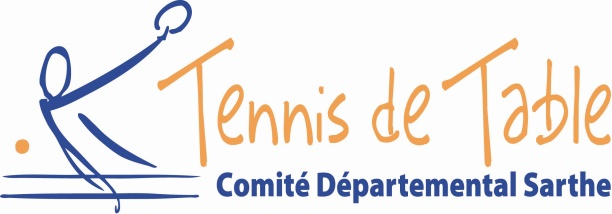 Tennis de Table
Comité Départemental Sarthe